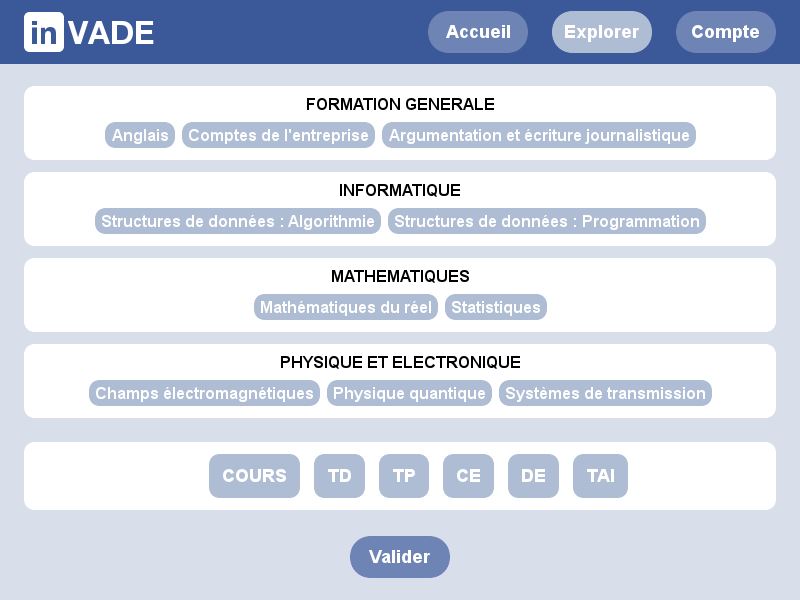 inVADE Accueil Explorer Compte
FORMATION GENERALE
Anglais Comptes de l'entreprise Argumentation et écriture journalistique
INFORMATIQUE
Structures de données : Algorithmie Structures de données : Programmation
MATHEMATIQUES
Mathématiques du réel Statistiques
PHYSIQUE ET ELECTRONIQUE
Champs électromagnétiques Physique quantique Systèmes de transmission
COURS TD TP CE DE TAI
Valider